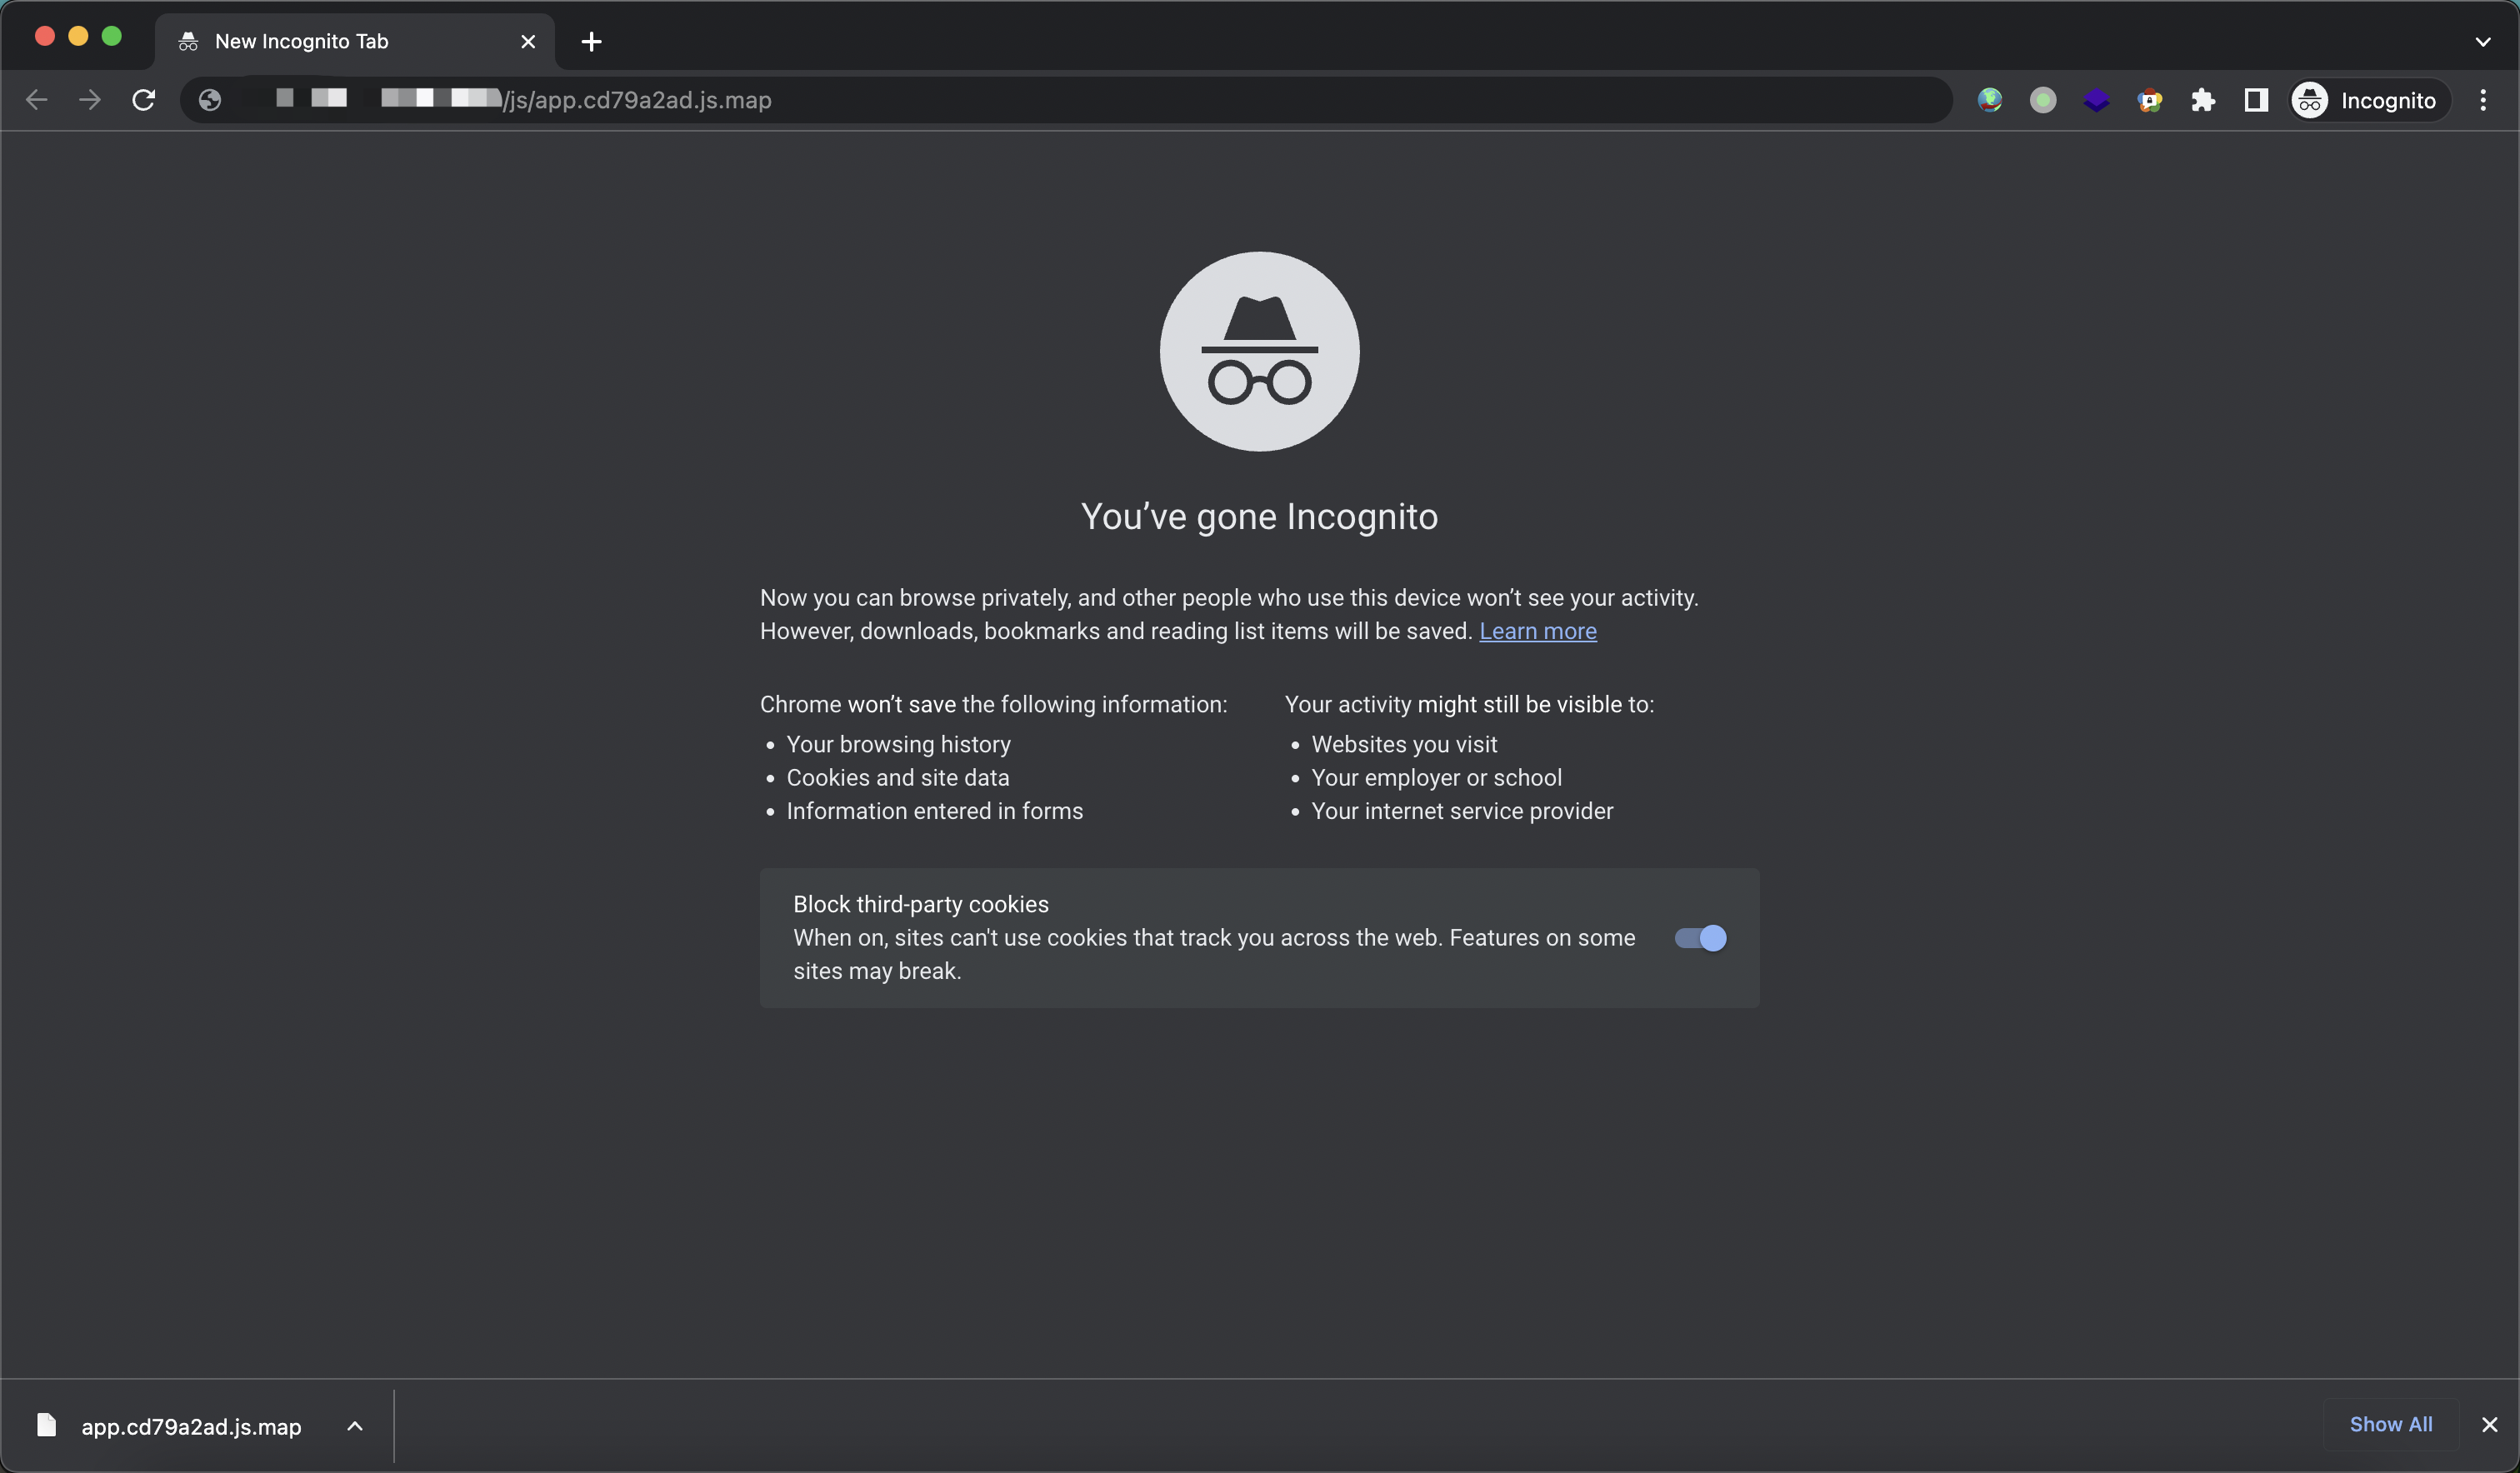 New Incognito Tab
/js/app.cd79a2ad.js.map
Incognito
You’ve gone Incognito
Now you can browse privately, and other people who use this device won’t see your activity.
However, downloads, bookmarks and reading list items will be saved. Learn more
Chrome won’t save the following information:
Your browsing history
Cookies and site data
Information entered in forms
Your activity might still be visible to:
Websites you visit
Your employer or school
Your internet service provider
Block third-party cookies
When on, sites can't use cookies that track you across the web. Features on some
sites may break.
app.cd79a2ad.js.map
Show All